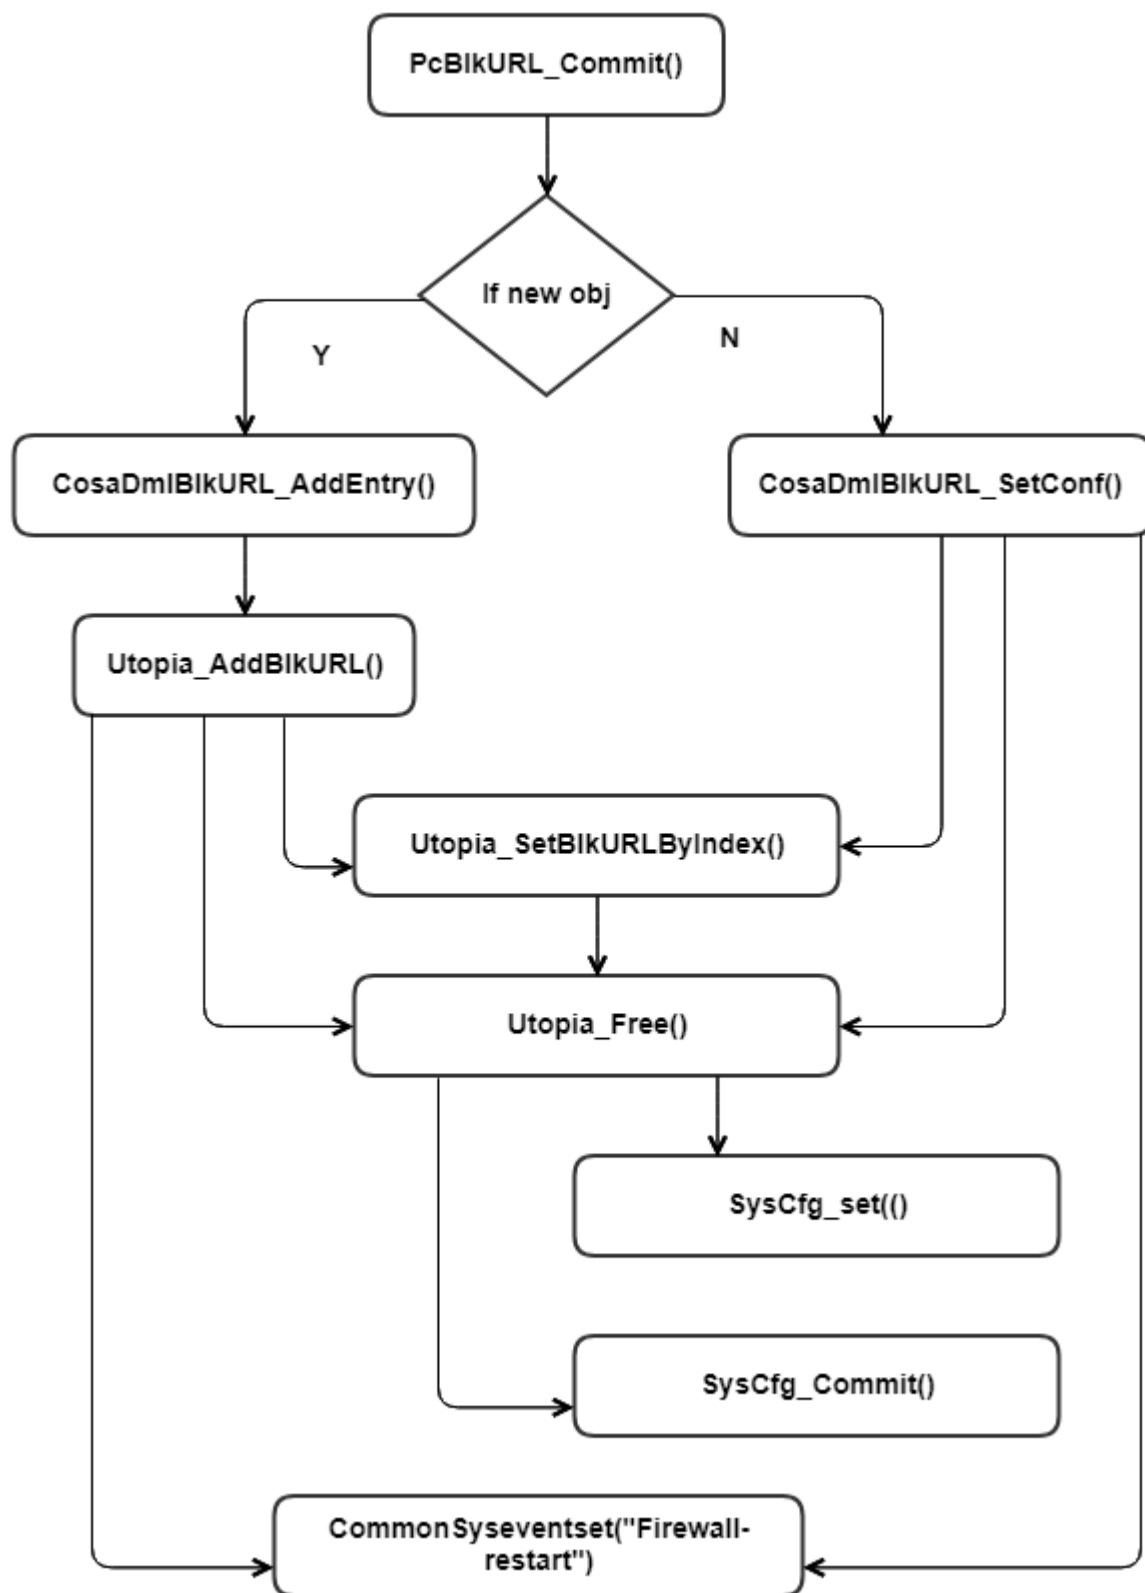 PcBlkURL_Commit()
If new obj
Y
N
CosaDmlBlkURL_AddEntry()
CosaDmlBlkURL_SetConf()
Utopia_AddBlkURL()
Utopia_SetBlkURLByIndex()
Utopia_Free()
SysCfg_set(()
SysCfg_Commit()
CommonSyseventset("Firewall-
restart")